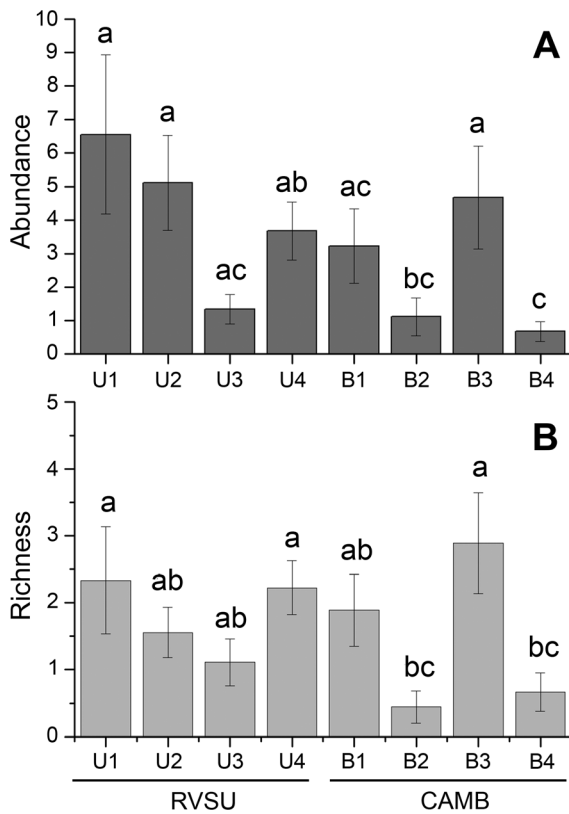 A
10
9
8
7
6
5
4
3
2
1
0
Abundance
a
a
ac
ab
ac
bc
a
c
U1 U2 U3 U4 B1 B2 B3 B4
B
5
4
3
2
1
0
Richness
a
ab
ab
a
ab
bc
a
bc
U1 U2 U3 U4 B1 B2 B3 B4
RVSU CAMB